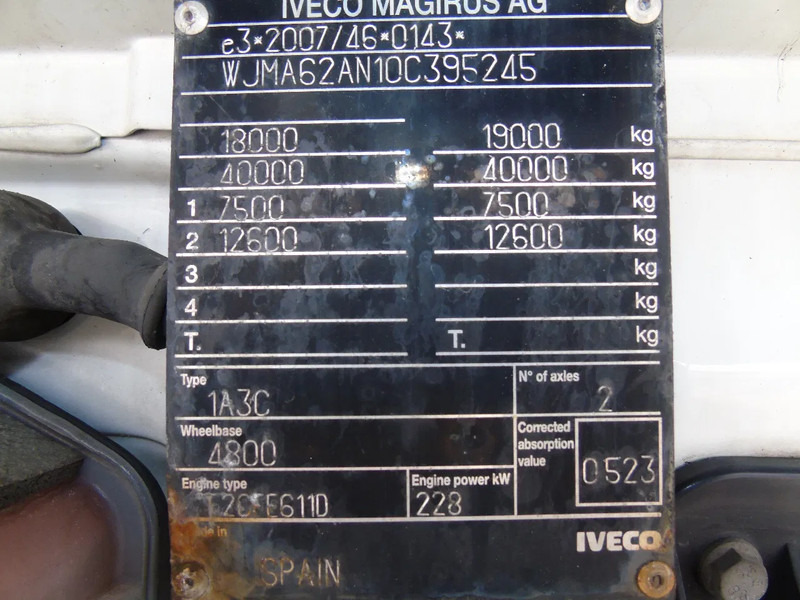 IVECO MAGIRUS AG
e3*2007/46*0143*
WJMA62AN10C395245
18000 19000 kg
40000 40000 kg
1 7500 7500 kg
2 12600 12600 kg
3 kg
4 kg
T. T. kg
Type N° of axles
1A3C 2
Wheelbase Corrected absorption value
4800 0523
Engine type Engine power kW
228
in IVECO
SPAIN